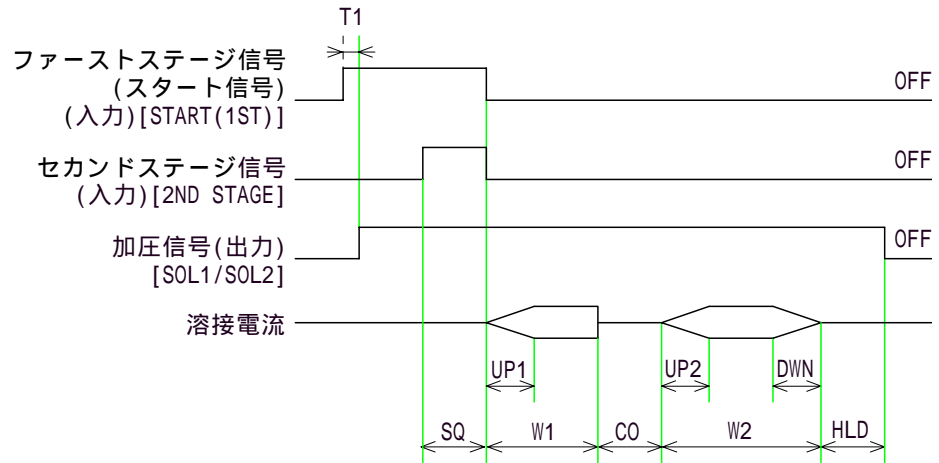 T1
ファーストステージ信号
(スタート信号)
(入力)[START(1ST)]
OFF
セカンドステージ信号
(入力)[2ND STAGE]
OFF
加圧信号(出力)
[SOL1/SOL2]
OFF
溶接電流
UP1
UP2
DWN
SQ
W1
CO
W2
HLD